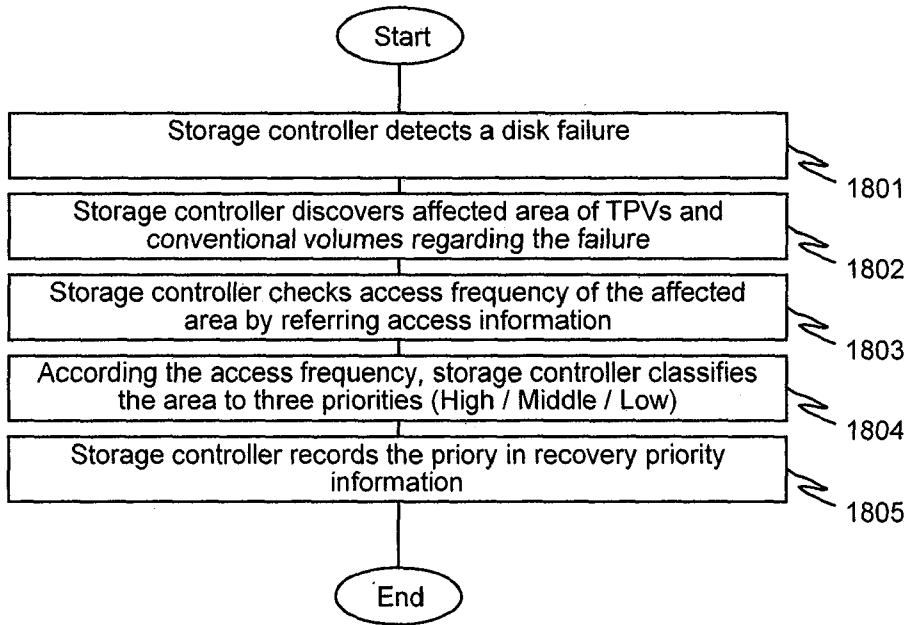 Start
Storage controller detects a disk failure
1801
Storage controller discovers affected area of TPVs and
conventional volumes regarding the failure
1802
Storage controller checks access frequency of the affected
area by referring access information
1803
According the access frequency, storage controller classifies
the area to three priorities (High / Middle / Low)
1804
Storage controller records the priory in recovery priority
information
1805
End